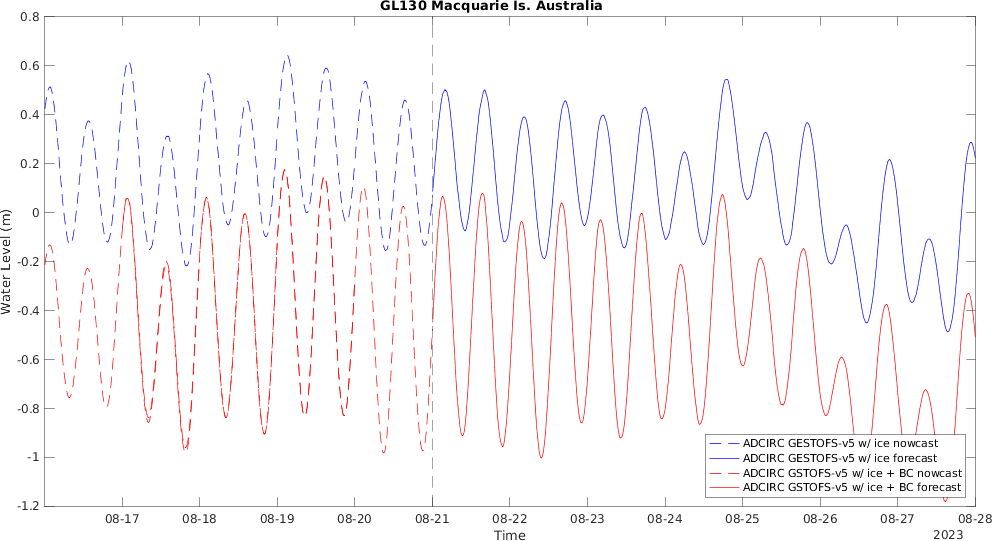 GL130 Macquarie Is. Australia
0.8
0.6
0.4
0.2
0
-0.2
-0.4
-0.6
-0.8
-1
-1.2
Water Level (m)
ADCIRC GESTOFS-v5 w/ ice nowcast
ADCIRC GESTOFS-v5 w/ ice forecast
ADCIRC GSTOFS-v5 w/ ice + BC nowcast
ADCIRC GSTOFS-v5 w/ ice + BC forecast
08-17 08-18 08-19 08-20 08-21 08-22 08-23 08-24 08-25 08-26 08-27 08-28
Time
2023